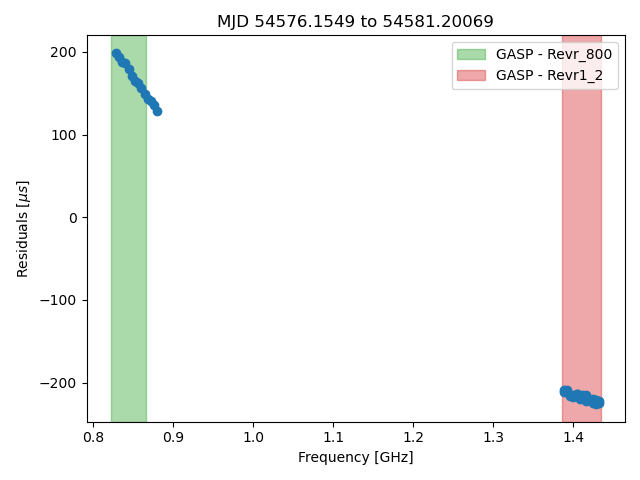 MJD 54576.1549 to 54581.20069
GASP - Revr_800
GASP - Revr1_2
200
100
0
−100
−200
Residuals [μs]
0.8 0.9 1.0 1.1 1.2 1.3 1.4
Frequency [GHz]